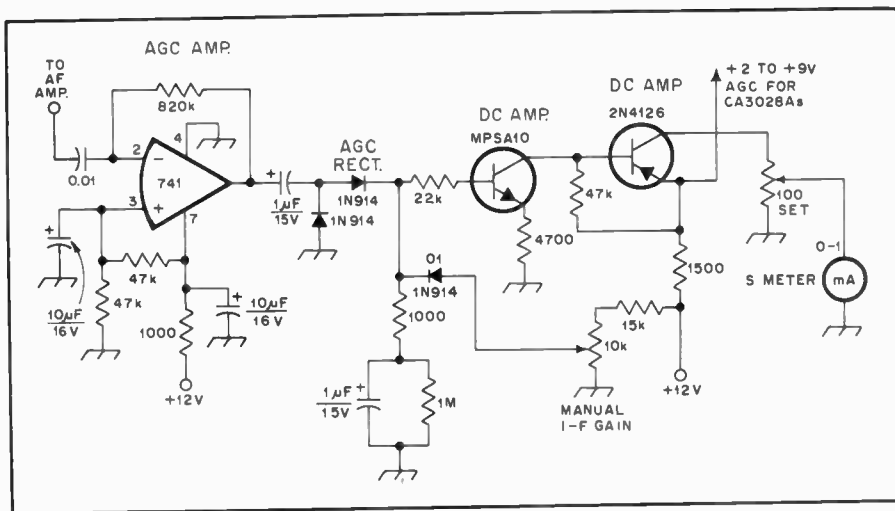 AGC AMP.
TO
AF
AMP.
820k
0.01
2
−
4
741
3
+
7
+
10µF
16V
47k
47k
1000
+
10µF
16V
+12V
+
1µF
15V
AGC
RECT.
1N914
1N914
22k
DC AMP.
MPSA10
4700
D1
1N914
1000
1µF
15V
+
1M
DC AMP.
2N4126
47k
+2 TO +9V
AGC FOR
CA3028As
100
SET
0-1
S METER
mA
1500
15k
10k
MANUAL
I-F GAIN
+12V